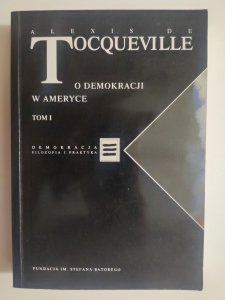 ALEXIS DE
TOCQUEVILLE
O DEMOKRACJI
W AMERYCE
TOM I
DEMOKRACJA
FILOZOFIA I PRAKTYKA
FUNDACJA IM. STEFANA BATOREGO